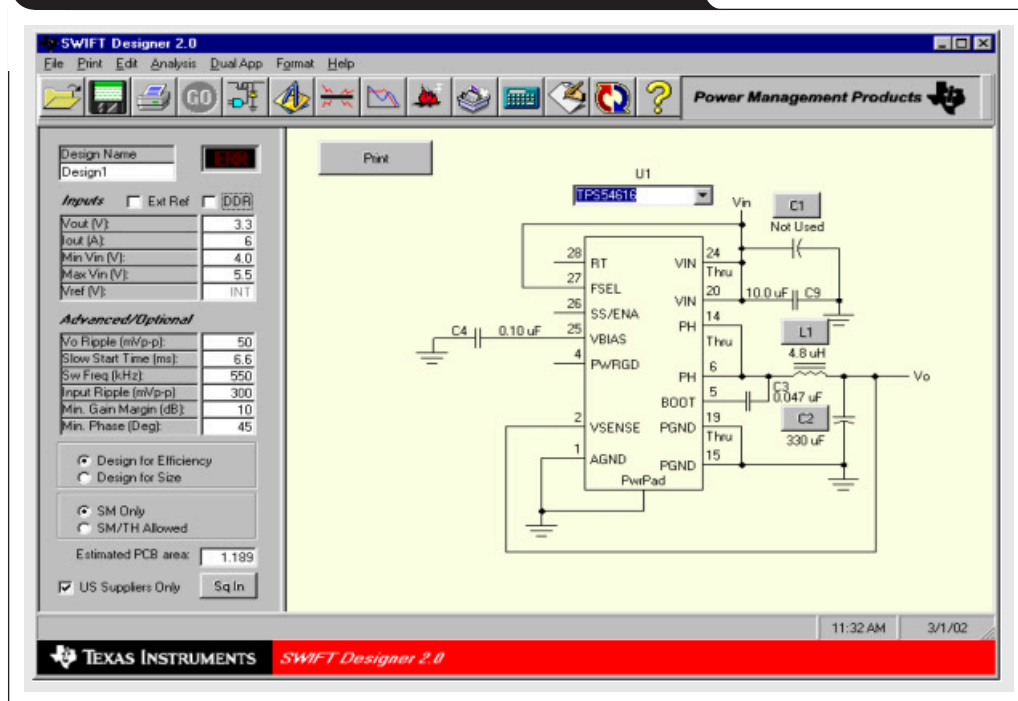 SWIFT Designer 2.0
File Print Edit Analysis Dual App Format Help
GO
Power Management Products
Design Name
ERR
Design1
Inputs Ext Ref DDR
Vout (V): 3.3
Iout (A): 6
Min Vin (V): 4.0
Max Vin (V): 5.5
Vref (V): INT
Advanced/Optional
Vo Ripple (mVp-p): 50
Slow Start Time (ms): 6.6
Sw Freq (kHz): 550
Input Ripple (mVp-p) 300
Min. Gain Margin (dB): 10
Min. Phase (Deg): 45
Design for Efficiency
Design for Size
SM Only
SM/TH Allowed
Estimated PCB area: 1.189
US Suppliers Only Sq In
Print
U1
TPS54616
Vin
C1
Not Used
28 RT VIN 24
Thru
27 FSEL VIN 20
10.0 uF C9
26 SS/ENA PH 14
Thru
C4 0.10 uF 25 VBIAS
L1
4.8 uH
4 PWRGD PH 6
Vo
BOOT 5
C3
0.047 uF
2 VSENSE PGND 19
Thru
C2
330 uF
1 AGND PGND 15
PwrPad
11:32 AM 3/1/02
TEXAS INSTRUMENTS SWIFT Designer 2.0